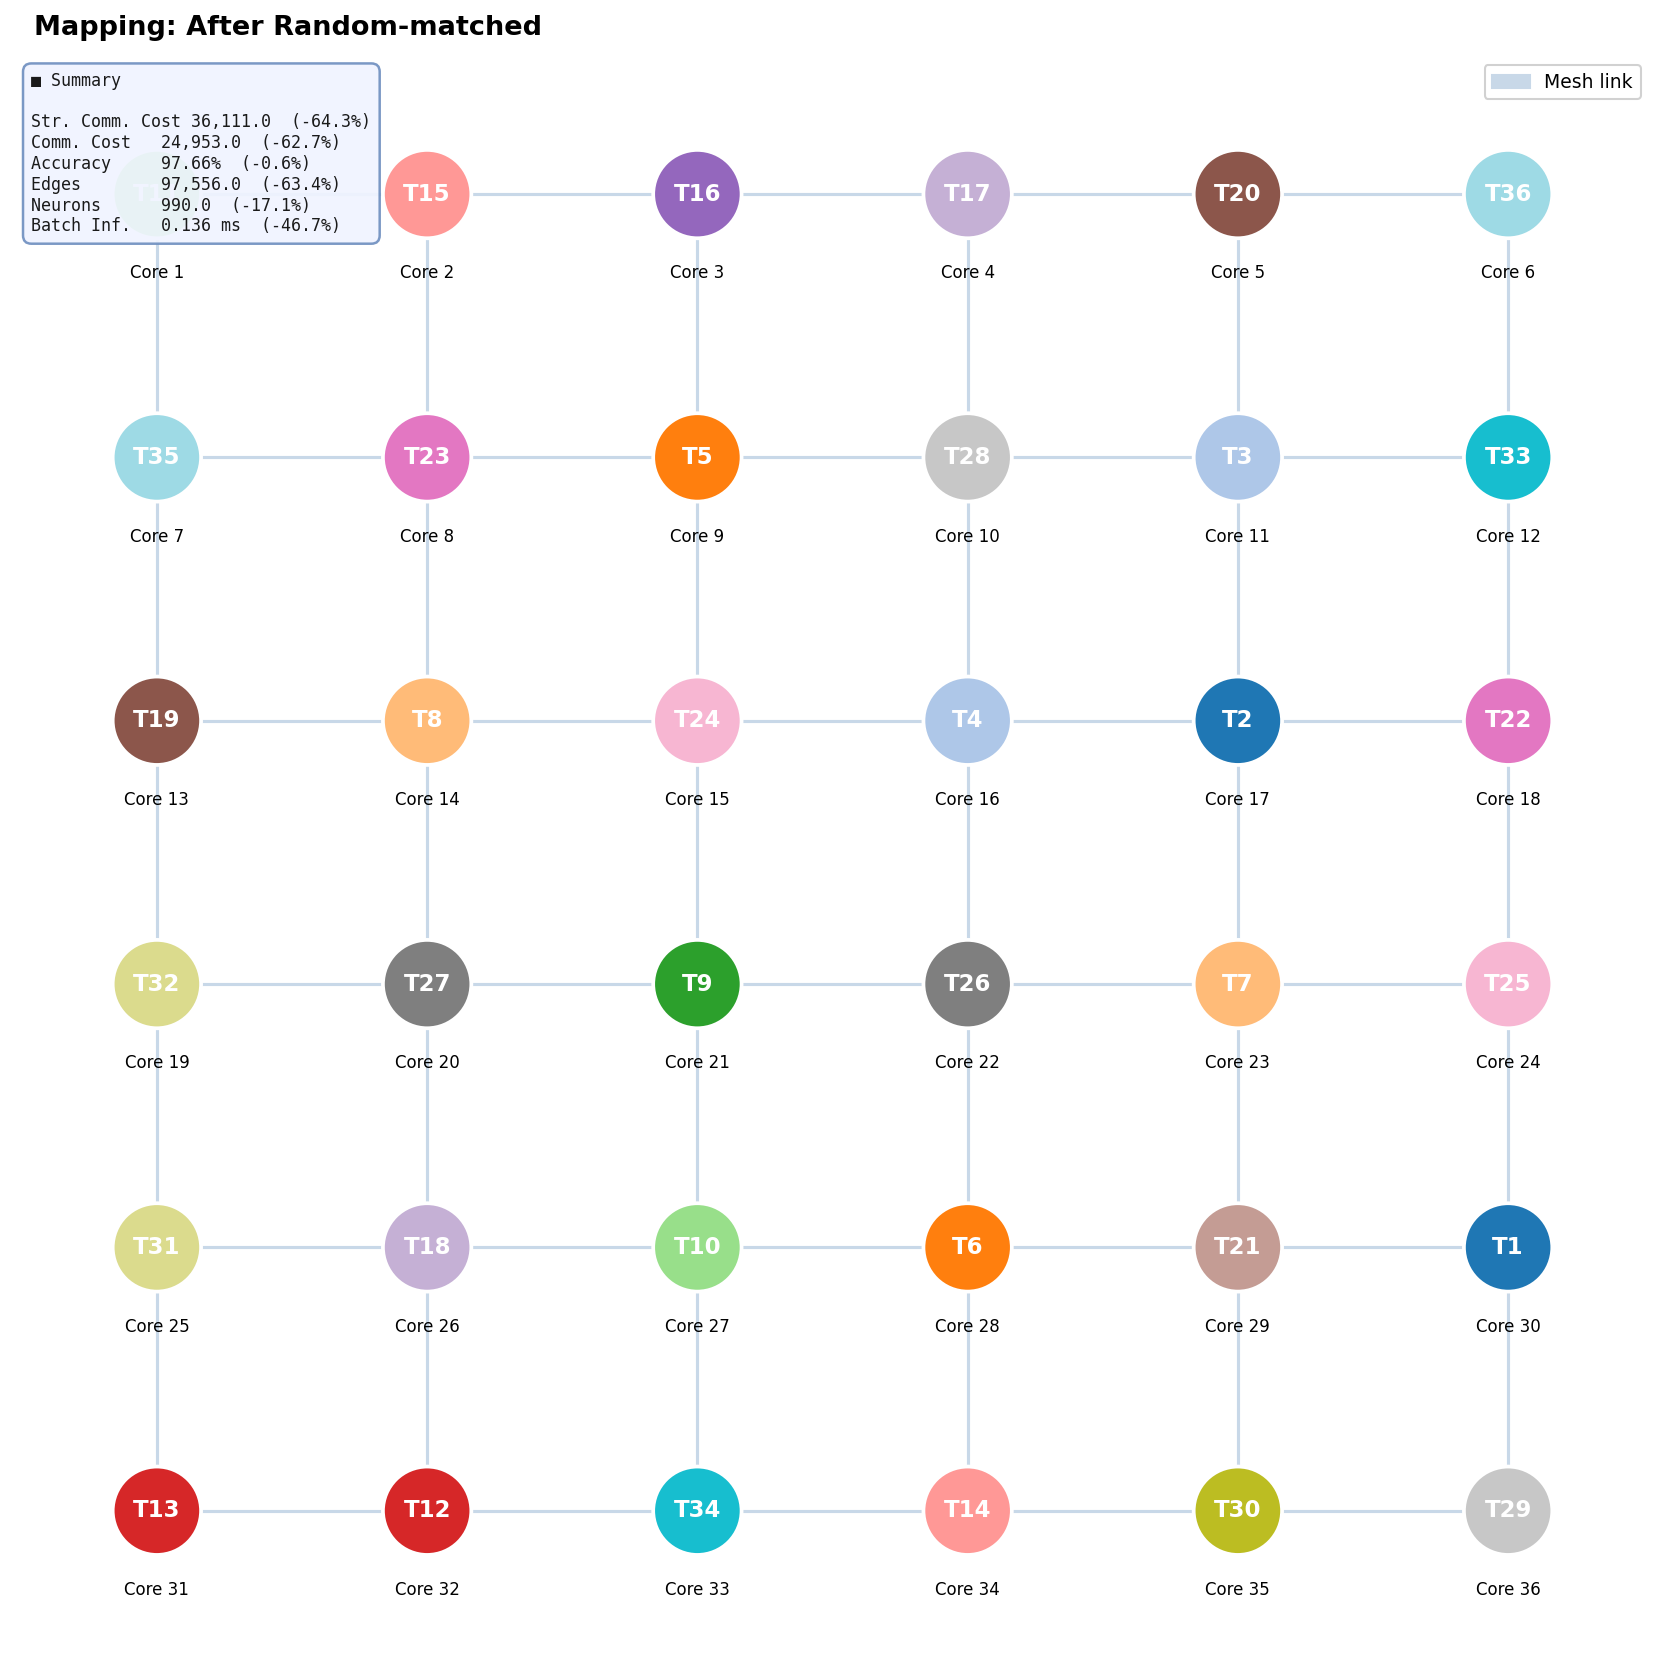 Mapping: After Random-matched
■ Summary
Str. Comm. Cost 36,111.0 (-64.3%)
Comm. Cost 24,953.0 (-62.7%)
Accuracy 97.66% (-0.6%)
Edges 97,556.0 (-63.4%)
Neurons 990.0 (-17.1%)
Batch Inf. 0.136 ms (-46.7%)
Mesh link
T15 T16 T17 T20 T36
Core 1 Core 2 Core 3 Core 4 Core 5 Core 6
T35 T23 T5 T28 T3 T33
Core 7 Core 8 Core 9 Core 10 Core 11 Core 12
T19 T8 T24 T4 T2 T22
Core 13 Core 14 Core 15 Core 16 Core 17 Core 18
T32 T27 T9 T26 T7 T25
Core 19 Core 20 Core 21 Core 22 Core 23 Core 24
T31 T18 T10 T6 T21 T1
Core 25 Core 26 Core 27 Core 28 Core 29 Core 30
T13 T12 T34 T14 T30 T29
Core 31 Core 32 Core 33 Core 34 Core 35 Core 36